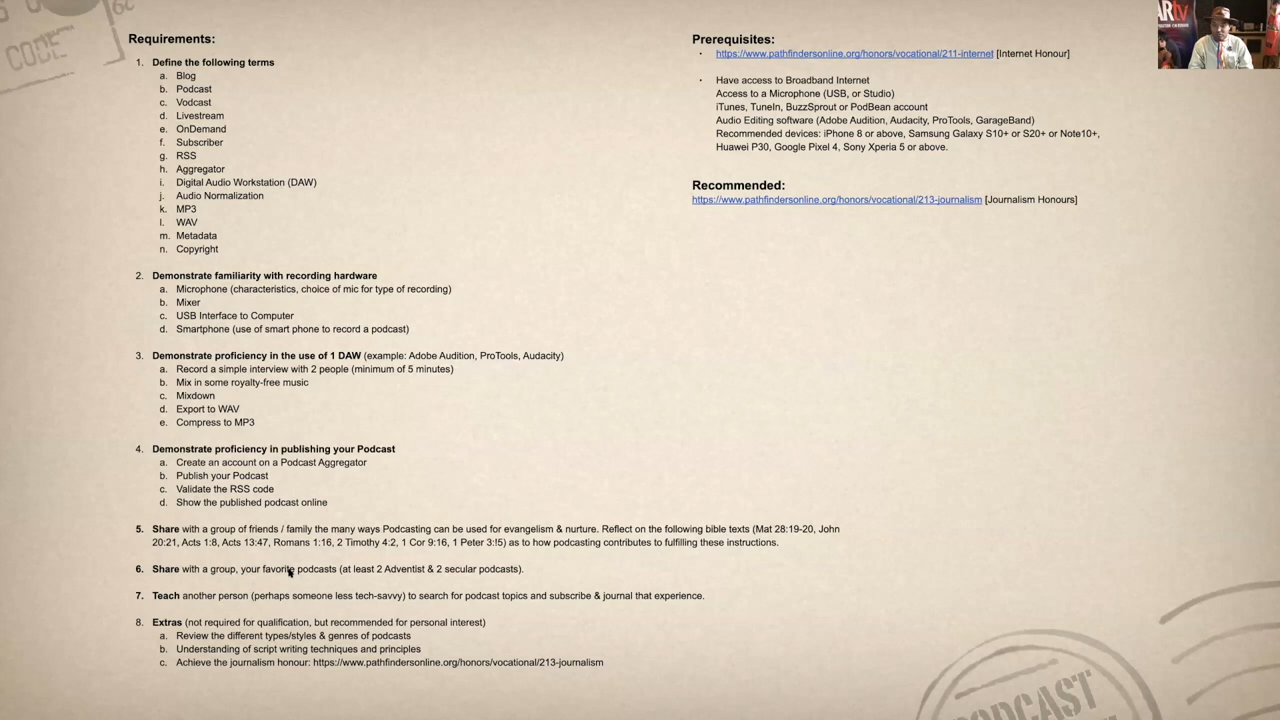 CODE
Requirements:
1. Define the following terms
a. Blog
b. Podcast
c. Vodcast
d. Livestream
e. OnDemand
f. Subscriber
g. RSS
h. Aggregator
i. Digital Audio Workstation (DAW)
j. Audio Normalization
k. MP3
l. WAV
m. Metadata
n. Copyright
2. Demonstrate familiarity with recording hardware
a. Microphone (characteristics, choice of mic for type of recording)
b. Mixer
c. USB Interface to Computer
d. Smartphone (use of smart phone to record a podcast)
3. Demonstrate proficiency in the use of 1 DAW (example: Adobe Audition, ProTools, Audacity)
a. Record a simple interview with 2 people (minimum of 5 minutes)
b. Mix in some royalty-free music
c. Mixdown
d. Export to WAV
e. Compress to MP3
4. Demonstrate proficiency in publishing your Podcast
a. Create an account on a Podcast Aggregator
b. Publish your Podcast
c. Validate the RSS code
d. Show the published podcast online
5. Share with a group of friends / family the many ways Podcasting can be used for evangelism & nurture. Reflect on the following bible texts (Mat 28:19-20, John
20:21, Acts 1:8, Acts 13:47, Romans 1:16, 2 Timothy 4:2, 1 Cor 9:16, 1 Peter 3:!5) as to how podcasting contributes to fulfilling these instructions.
6. Share with a group, your favorite podcasts (at least 2 Adventist & 2 secular podcasts).
7. Teach another person (perhaps someone less tech-savvy) to search for podcast topics and subscribe & journal that experience.
8. Extras (not required for qualification, but recommended for personal interest)
a. Review the different types/styles & genres of podcasts
b. Understanding of script writing techniques and principles
c. Achieve the journalism honour: https://www.pathfindersonline.org/honors/vocational/213-journalism
Prerequisites:
· https://www.pathfindersonline.org/honors/vocational/211-internet [Internet Honour]
· Have access to Broadband Internet
Access to a Microphone (USB, or Studio)
iTunes, TuneIn, BuzzSprout or PodBean account
Audio Editing software (Adobe Audition, Audacity, ProTools, GarageBand)
Recommended devices: iPhone 8 or above, Samsung Galaxy S10+ or S20+ or Note10+,
Huawei P30, Google Pixel 4, Sony Xperia 5 or above.
Recommended:
https://www.pathfindersonline.org/honors/vocational/213-journalism [Journalism Honours]
ARtv
PODCAST